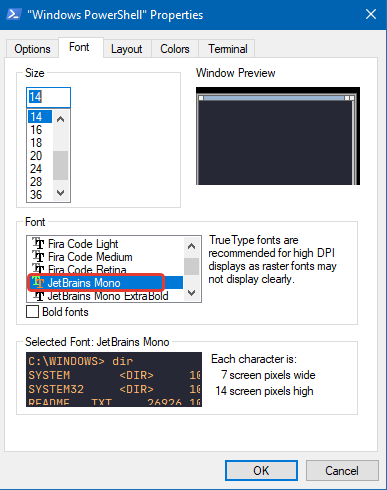 "Windows PowerShell" Properties
Options
Font
Layout
Colors
Terminal
Size
14
14
16
18
20
24
28
36
Window Preview
Font
Fira Code Light
Fira Code Medium
Fira Code Retina
JetBrains Mono
JetBrains Mono ExtraBold
Bold fonts
TrueType fonts are
recommended for high DPI
displays as raster fonts may
not display clearly.
Selected Font: JetBrains Mono
C:\WINDOWS> dir
SYSTEM <DIR> 10
SYSTEM32 <DIR> 10
README TXT 26926 10
Each character is:
7 screen pixels wide
14 screen pixels high
OK
Cancel